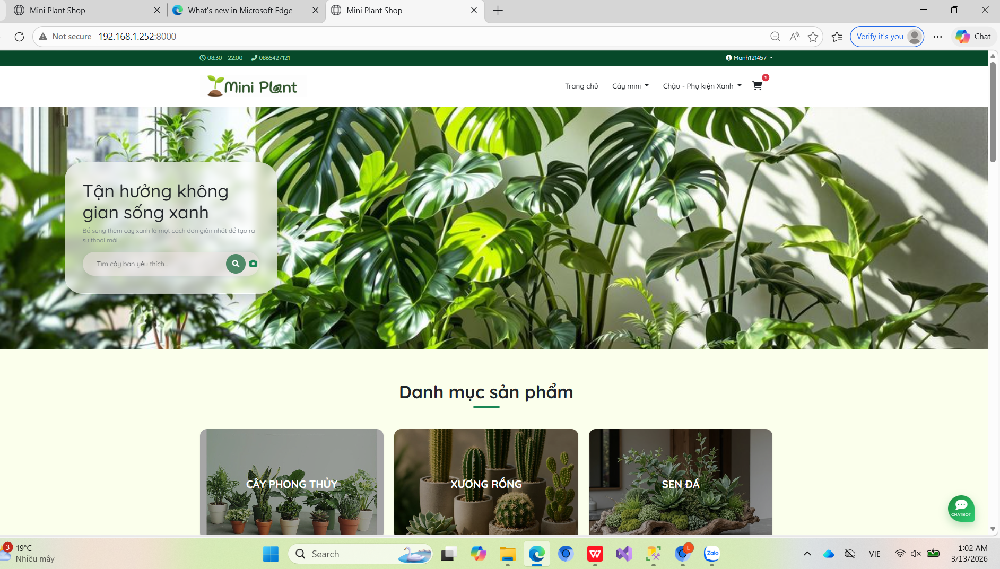 Mini Plant Shop
What's new in Microsoft Edge
Mini Plant Shop
Not secure 192.168.1.252:8000
Verify it's you
Chat
08:30 - 22:00 0865427121
Manh121457
Mini Plant
Trang chủ Cây mini Chậu - Phụ kiện Xanh
1
Tận hưởng không
gian sống xanh
Bổ sung thêm cây xanh là một cách đơn giản nhất để tạo ra
sự thoải mái...
Tìm cây bạn yêu thích...
Danh mục sản phẩm
CÂY PHONG THỦY
XƯƠNG RỒNG
SEN ĐÁ
CHATBOT
3
19°C
Nhiều mây
Search
L
Zalo
VIE
1:02 AM
3/13/2026